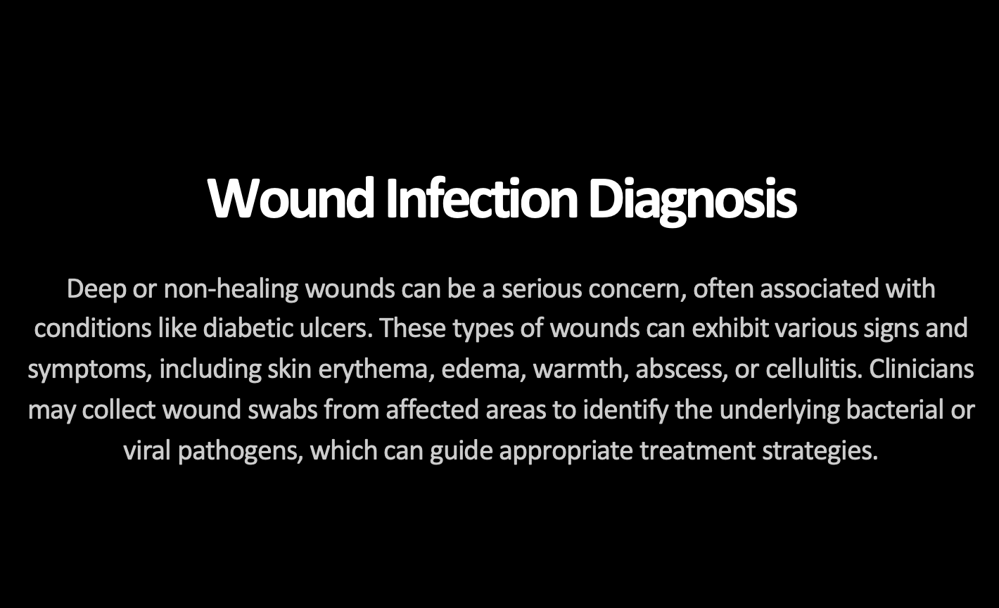 Wound Infection Diagnosis
Deep or non-healing wounds can be a serious concern, often associated with
conditions like diabetic ulcers. These types of wounds can exhibit various signs and
symptoms, including skin erythema, edema, warmth, abscess, or cellulitis. Clinicians
may collect wound swabs from affected areas to identify the underlying bacterial or
viral pathogens, which can guide appropriate treatment strategies.